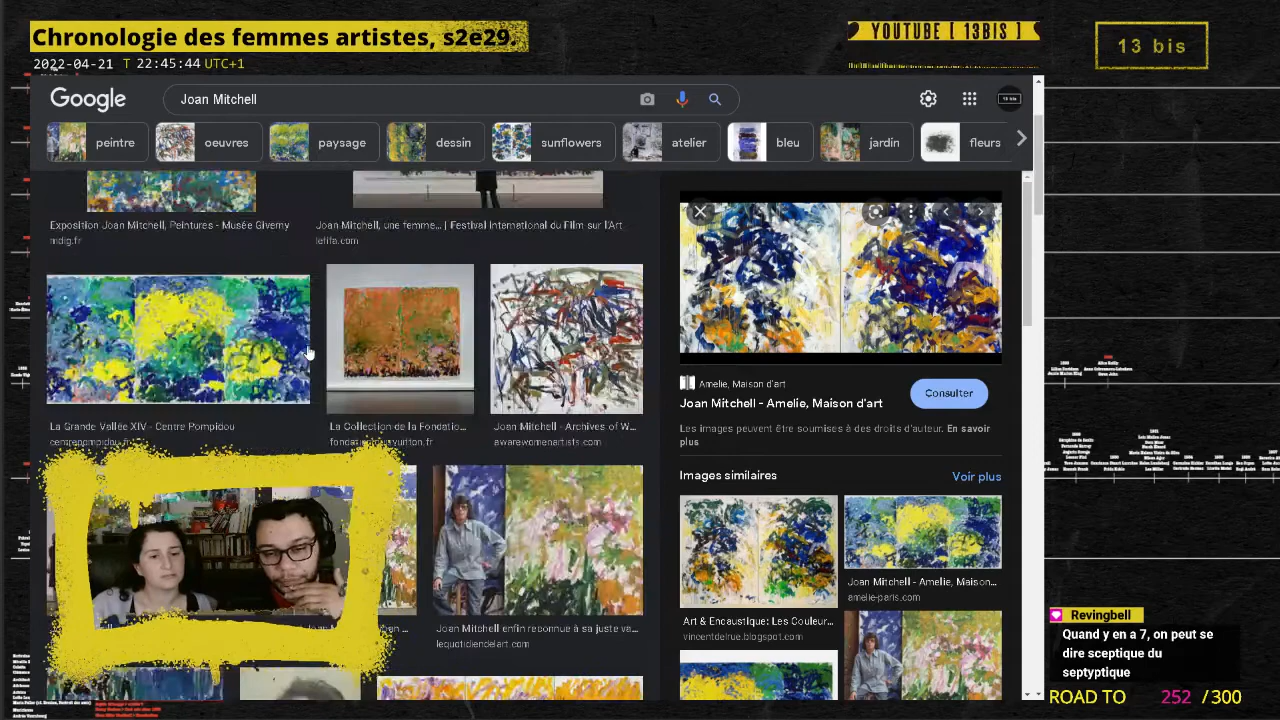 Chronologie des femmes artistes, s2e29.
2022-04-21 T 22:45:44 UTC+1
YOUTUBE [ 13BIS ]
13 bis
Google
Joan Mitchell
13 bis
peintre
oeuvres
paysage
dessin
sunflowers
atelier
bleu
jardin
fleurs
Exposition Joan Mitchell, Peintures - Musée Giverny
mdig.fr
Joan Mitchell, une femme... | Festival International du Film sur l'Art
lefifa.com
La Grande Vallée XIV - Centre Pompidou
centrepompidou.fr
La Collection de la Fondatio...
Joan Mitchell - Archives of W...
awarewomenartists.com
Joan Mitchell enfin reconnue à sa juste va...
lequotidiendelart.com
Amelie, Maison d'art
Joan Mitchell - Amelie, Maison d'art
Consulter
Les images peuvent être soumises à des droits d'auteur. En savoir
plus
Images similaires
Voir plus
Art & Encaustique: Les Couleur...
vincentdelrue.blogspot.com
Joan Mitchell - Amelie, Maison...
amelie-paris.com
Revingbell
Quand y en a 7, on peut se
dire sceptique du
septyptique
ROAD TO 252 / 300